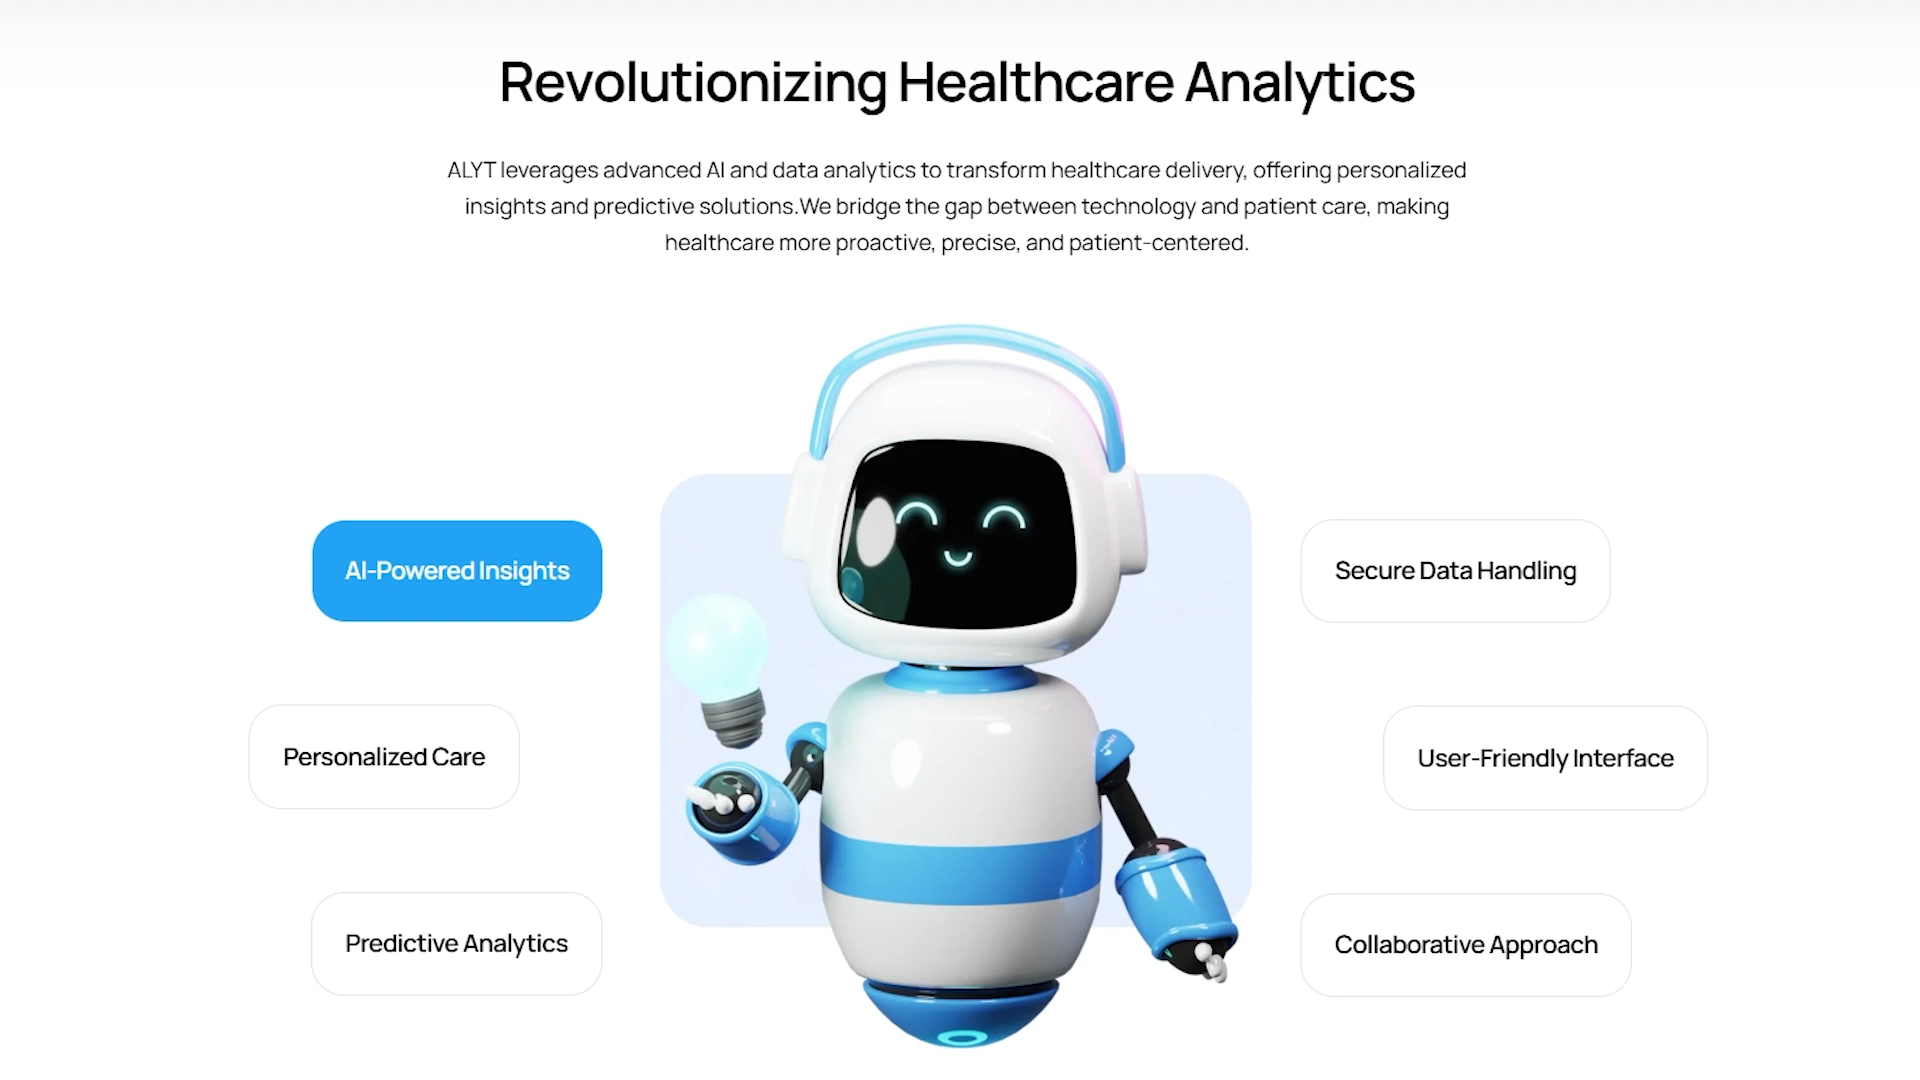 Revolutionizing Healthcare Analytics
ALYT leverages advanced AI and data analytics to transform healthcare delivery, offering personalized
insights and predictive solutions.We bridge the gap between technology and patient care, making
healthcare more proactive, precise, and patient-centered.
AI-Powered Insights
Secure Data Handling
Personalized Care
User-Friendly Interface
Predictive Analytics
Collaborative Approach